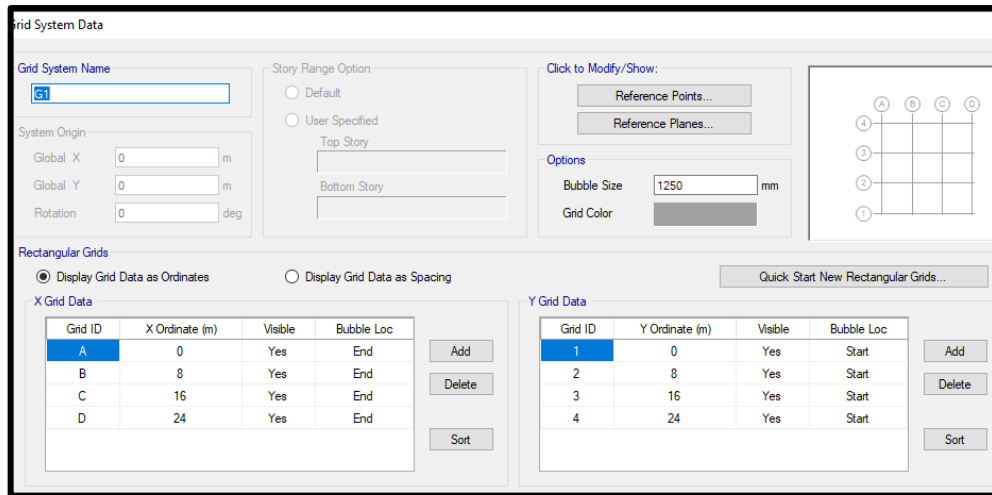 Grid System Data
Grid System Name
G1
System Origin
Global X 0 m
Global Y 0 m
Rotation 0 deg
Story Range Option
Default
User Specified
Top Story
Bottom Story
Click to Modify/Show:
Reference Points...
Reference Planes...
Options
Bubble Size 1250 mm
Grid Color
A B C D
4
3
2
1
Rectangular Grids
Display Grid Data as Ordinates Display Grid Data as Spacing Quick Start New Rectangular Grids...
X Grid Data
Grid ID X Ordinate (m) Visible Bubble Loc
A 0 Yes End
B 8 Yes End
C 16 Yes End
D 24 Yes End
Add
Delete
Sort
Y Grid Data
Grid ID Y Ordinate (m) Visible Bubble Loc
1 0 Yes Start
2 8 Yes Start
3 16 Yes Start
4 24 Yes Start
Add
Delete
Sort